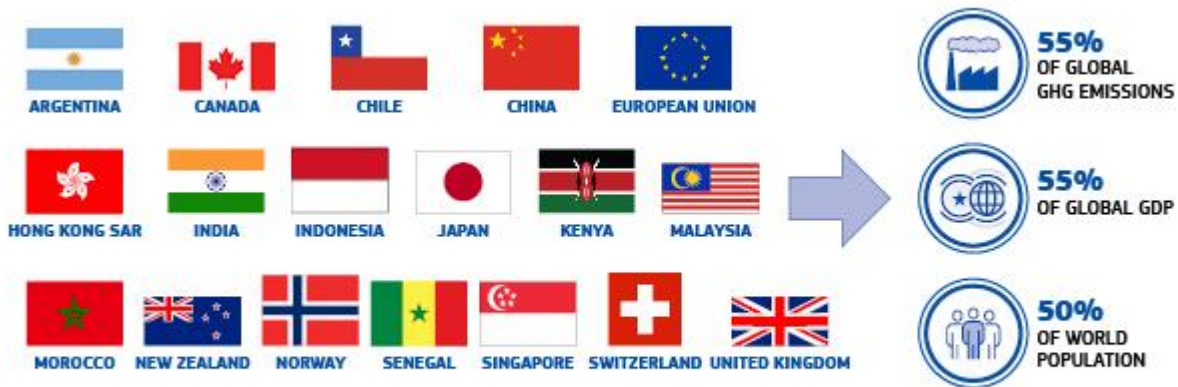 ARGENTINA CANADA CHILE CHINA EUROPEAN UNION
55%
OF GLOBAL
GHG EMISSIONS
HONG KONG SAR INDIA INDONESIA JAPAN KENYA MALAYSIA
55%
OF GLOBAL GDP
MOROCCO NEW ZEALAND NORWAY SENEGAL SINGAPORE SWITZERLAND UNITED KINGDOM
50%
OF WORLD
POPULATION